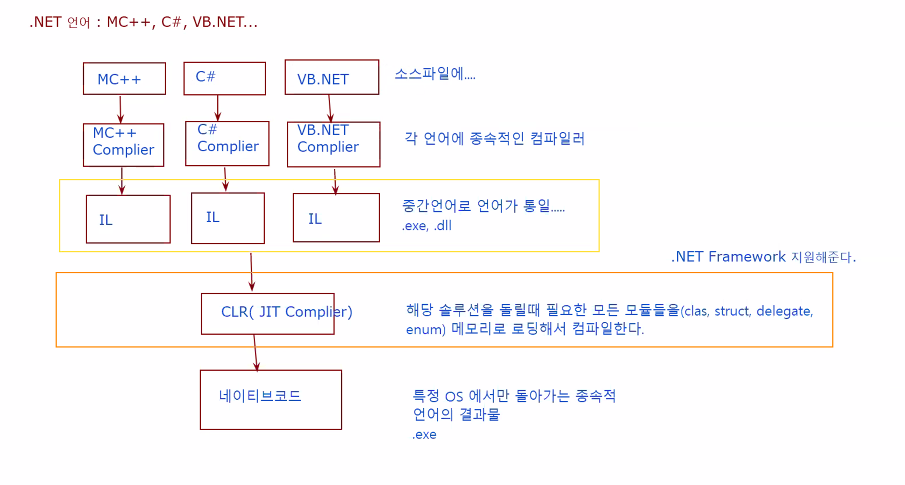 .NET 언어 : MC++, C#, VB.NET...
MC++
C#
VB.NET
소스파일에....
MC++
Complier
C#
Complier
VB.NET
Complier
각 언어에 종속적인 컴파일러
IL
IL
IL
중간언어로 언어가 통일.....
.exe, .dll
.NET Framework 지원해준다.
CLR( JIT Complier)
해당 솔루션을 돌릴때 필요한 모든 모듈들을(clas, struct, delegate,
enum) 메모리로 로딩해서 컴파일한다.
네이티브코드
특정 OS 에서만 돌아가는 종속적
언어의 결과물
.exe